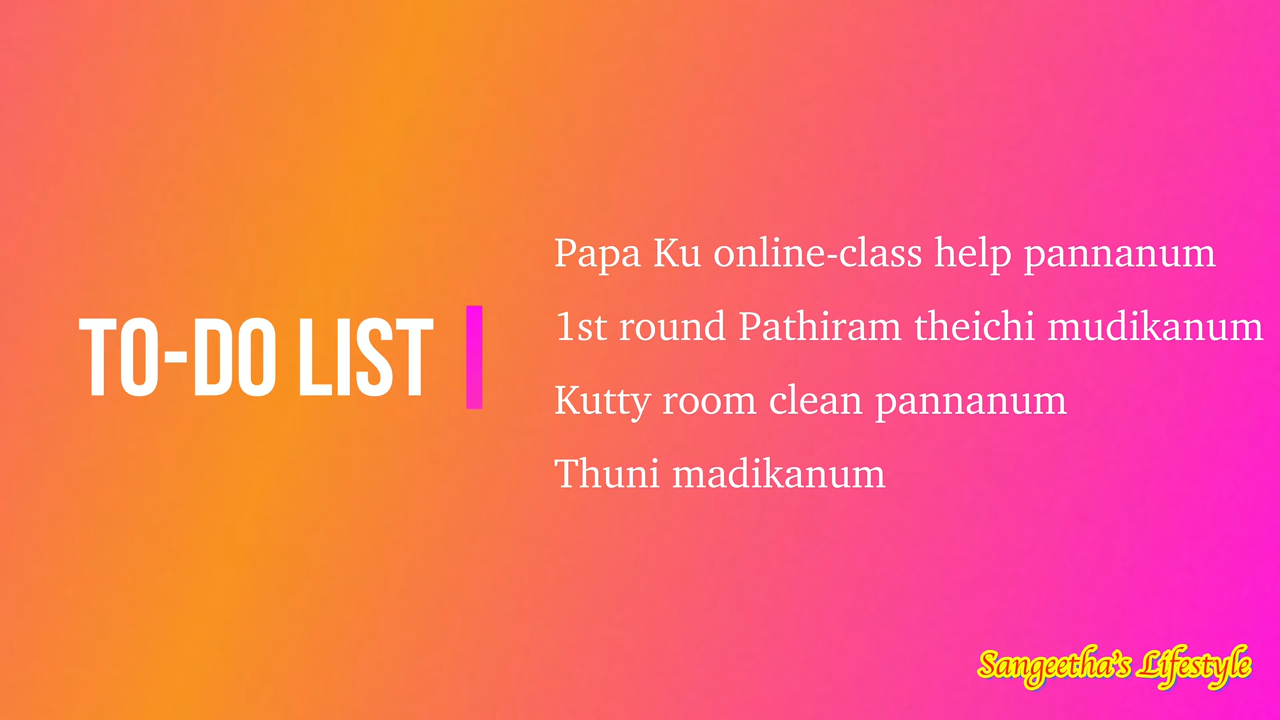 TO-DO LIST
Papa Ku online-class help pannanum
1st round Pathiram theichi mudikanum
Kutty room clean pannanum
Thuni madikanum
Sangeetha's Lifestyle